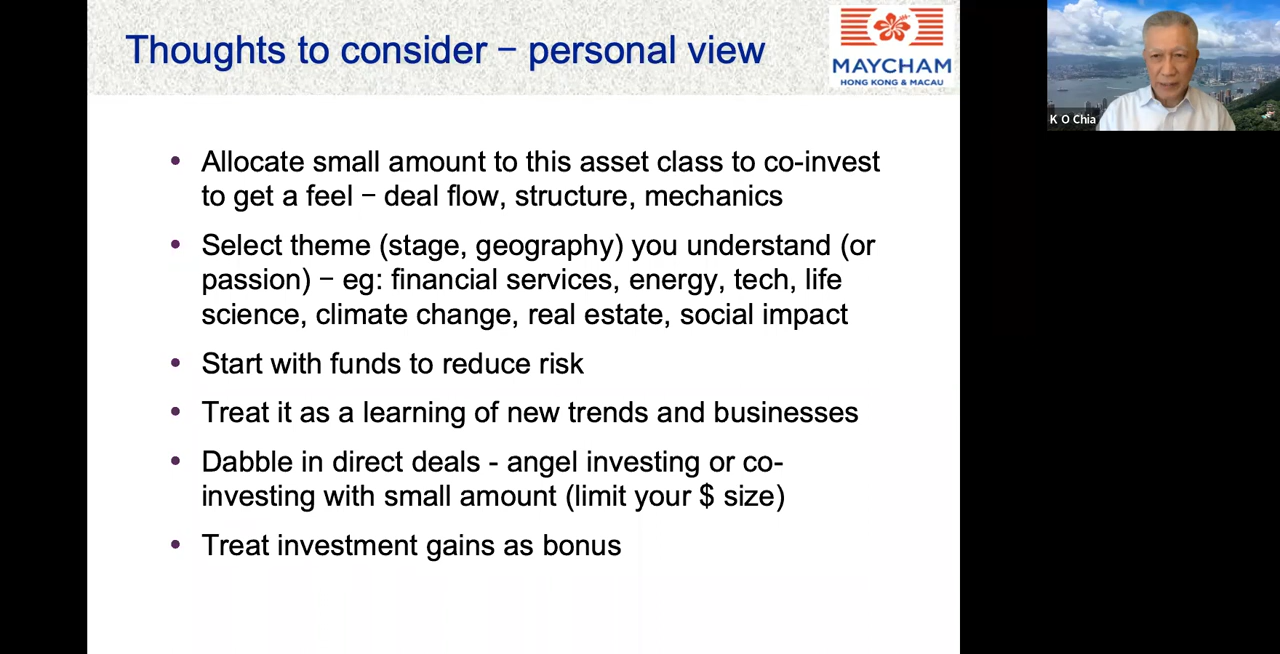 Thoughts to consider – personal view
MAYCHAM
HONG KONG & MACAU
K O Chia
• Allocate small amount to this asset class to co-invest
to get a feel – deal flow, structure, mechanics
• Select theme (stage, geography) you understand (or
passion) – eg: financial services, energy, tech, life
science, climate change, real estate, social impact
• Start with funds to reduce risk
• Treat it as a learning of new trends and businesses
• Dabble in direct deals - angel investing or co-
investing with small amount (limit your $ size)
• Treat investment gains as bonus